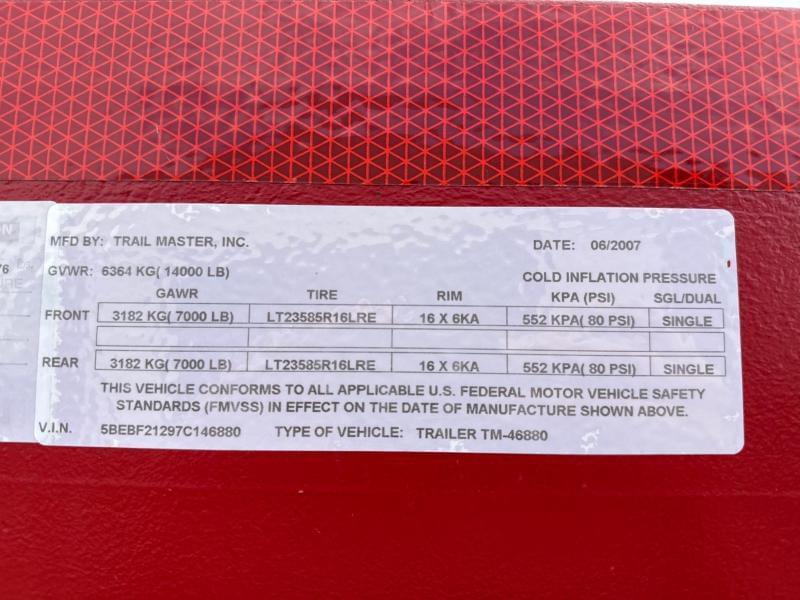 MFD BY: TRAIL MASTER, INC. DATE: 06/2007
GVWR: 6364 KG( 14000 LB) COLD INFLATION PRESSURE
GAWR TIRE RIM KPA (PSI) SGL/DUAL
FRONT 3182 KG( 7000 LB) LT23585R16LRE 16 X 6KA 552 KPA( 80 PSI) SINGLE
REAR 3182 KG( 7000 LB) LT23585R16LRE 16 X 6KA 552 KPA( 80 PSI) SINGLE
THIS VEHICLE CONFORMS TO ALL APPLICABLE U.S. FEDERAL MOTOR VEHICLE SAFETY
STANDARDS (FMVSS) IN EFFECT ON THE DATE OF MANUFACTURE SHOWN ABOVE.
V.I.N. 5BEBF21297C146880 TYPE OF VEHICLE: TRAILER TM-46880